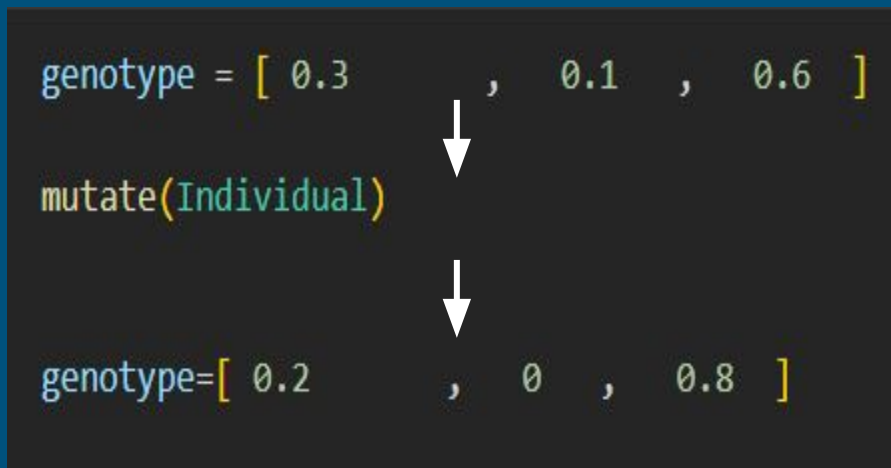 genotype = [ 0.3 , 0.1 , 0.6 ]
mutate(Individual)
genotype=[ 0.2 , 0 , 0.8 ]